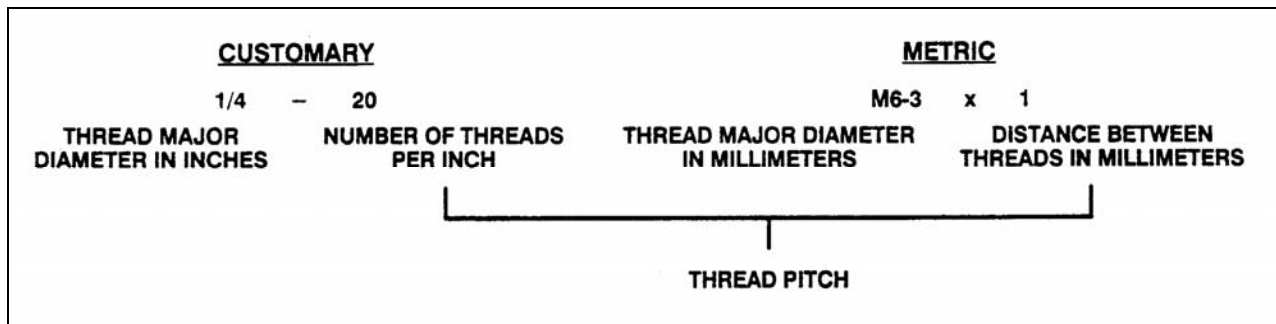 CUSTOMARY
1/4 – 20
THREAD MAJOR
DIAMETER IN INCHES
NUMBER OF THREADS
PER INCH
METRIC
M6-3 x 1
THREAD MAJOR DIAMETER
IN MILLIMETERS
DISTANCE BETWEEN
THREADS IN MILLIMETERS
THREAD PITCH